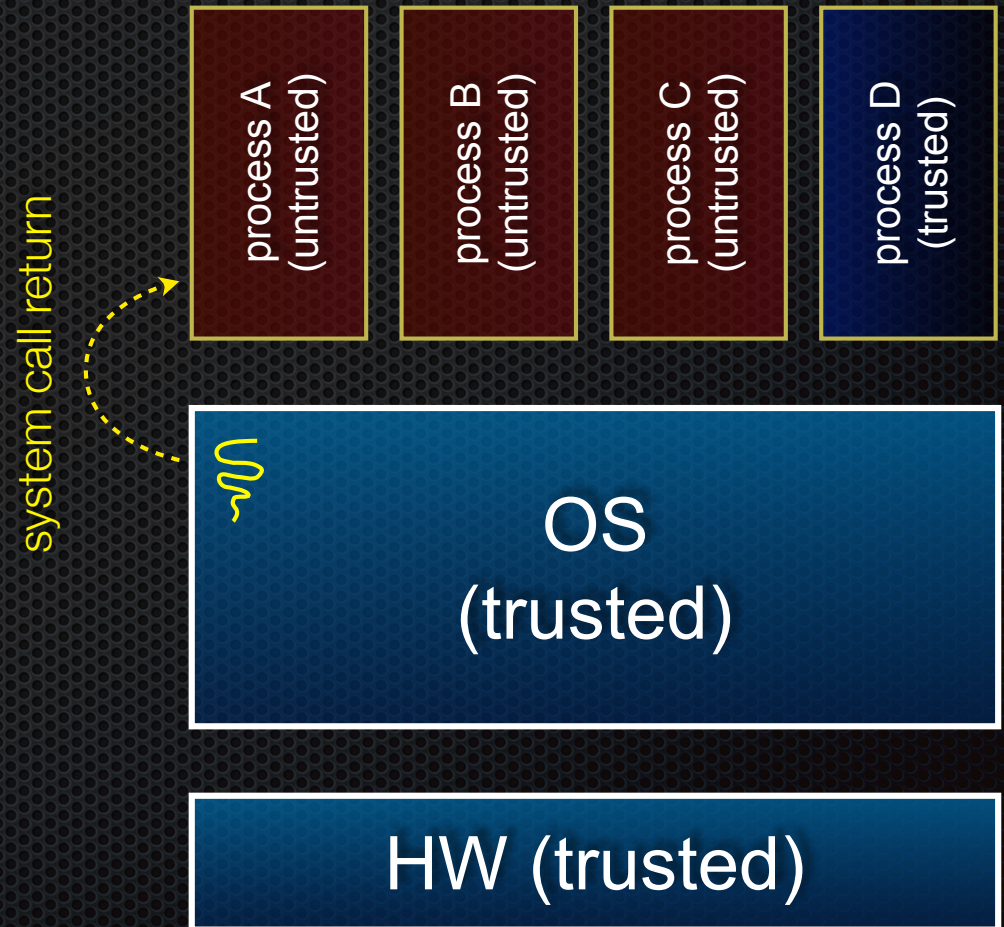 process A
(untrusted)
process B
(untrusted)
process C
(untrusted)
process D
(trusted)
system call return
OS
(trusted)
HW (trusted)